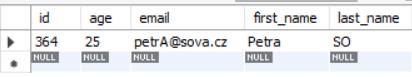 id age email first_name last_name
364 25 petrA@sova.cz Petra SO
NULL NULL NULL NULL NULL